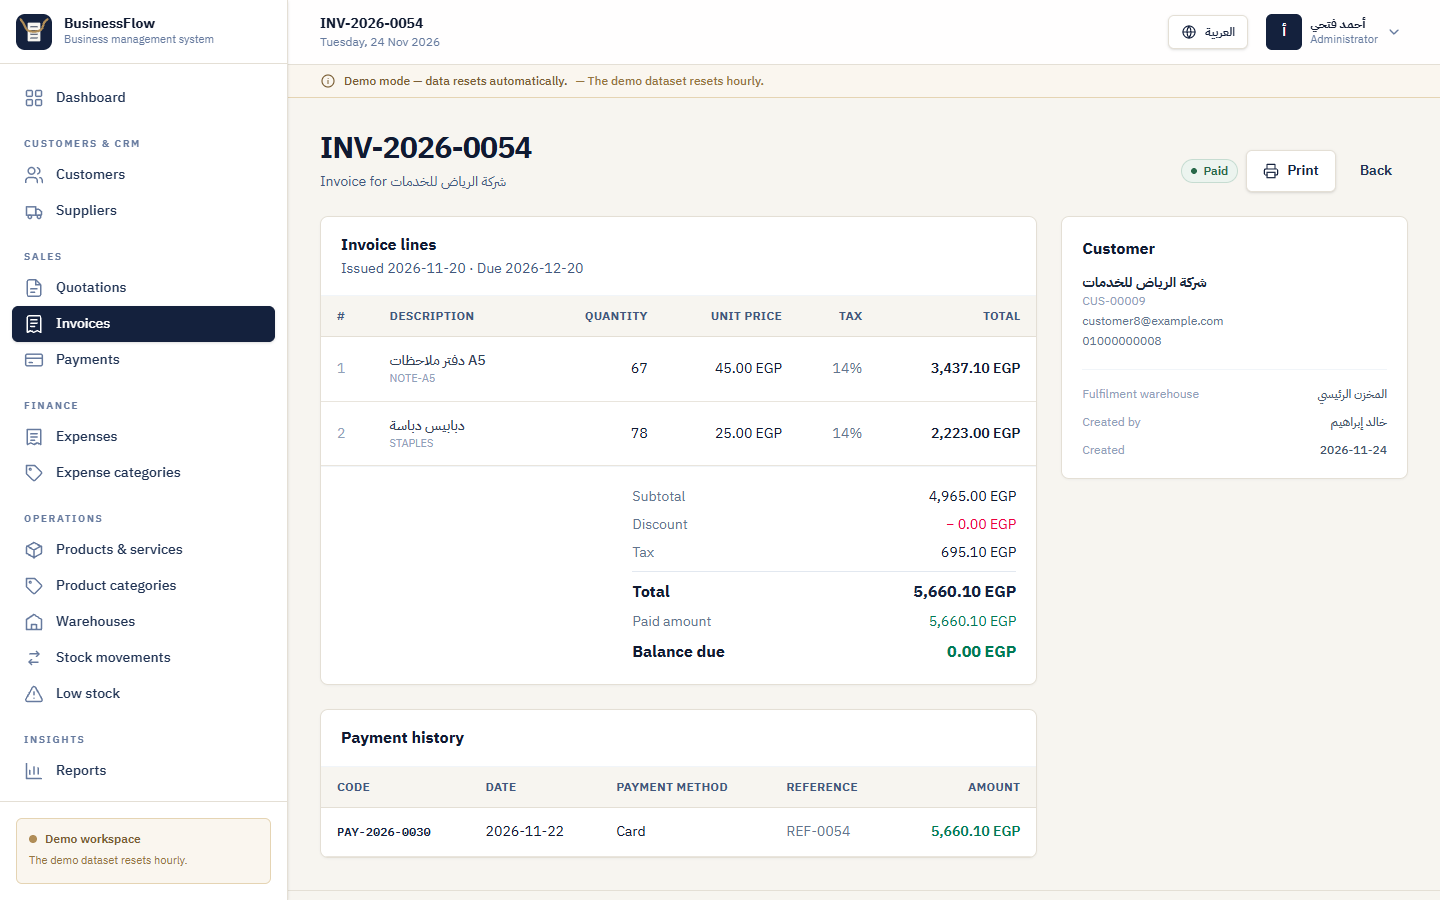 BusinessFlow
Business management system
Dashboard
CUSTOMERS & CRM
Customers
Suppliers
SALES
Quotations
Invoices
Payments
FINANCE
Expenses
Expense categories
OPERATIONS
Products & services
Product categories
Warehouses
Stock movements
Low stock
INSIGHTS
Reports
Demo workspace
The demo dataset resets hourly.
INV-2026-0054
Tuesday, 24 Nov 2026
العربية
أ
أحمد فتحي
Administrator
Demo mode — data resets automatically. — The demo dataset resets hourly.
INV-2026-0054
Invoice for شركة الرياض للخدمات
Paid
Print
Back
Invoice lines
Issued 2026-11-20 · Due 2026-12-20
# DESCRIPTION QUANTITY UNIT PRICE TAX TOTAL
1 دفتر ملاحظات A5 67 45.00 EGP 14% 3,437.10 EGP
NOTE-A5
2 دبابيس دباسة 78 25.00 EGP 14% 2,223.00 EGP
STAPLES
Subtotal 4,965.00 EGP
Discount − 0.00 EGP
Tax 695.10 EGP
Total 5,660.10 EGP
Paid amount 5,660.10 EGP
Balance due 0.00 EGP
Payment history
CODE DATE PAYMENT METHOD REFERENCE AMOUNT
PAY-2026-0030 2026-11-22 Card REF-0054 5,660.10 EGP
Customer
شركة الرياض للخدمات
CUS-00009
customer8@example.com
01000000008
Fulfilment warehouse المخزن الرئيسي
Created by خالد إبراهيم
Created 2026-11-24